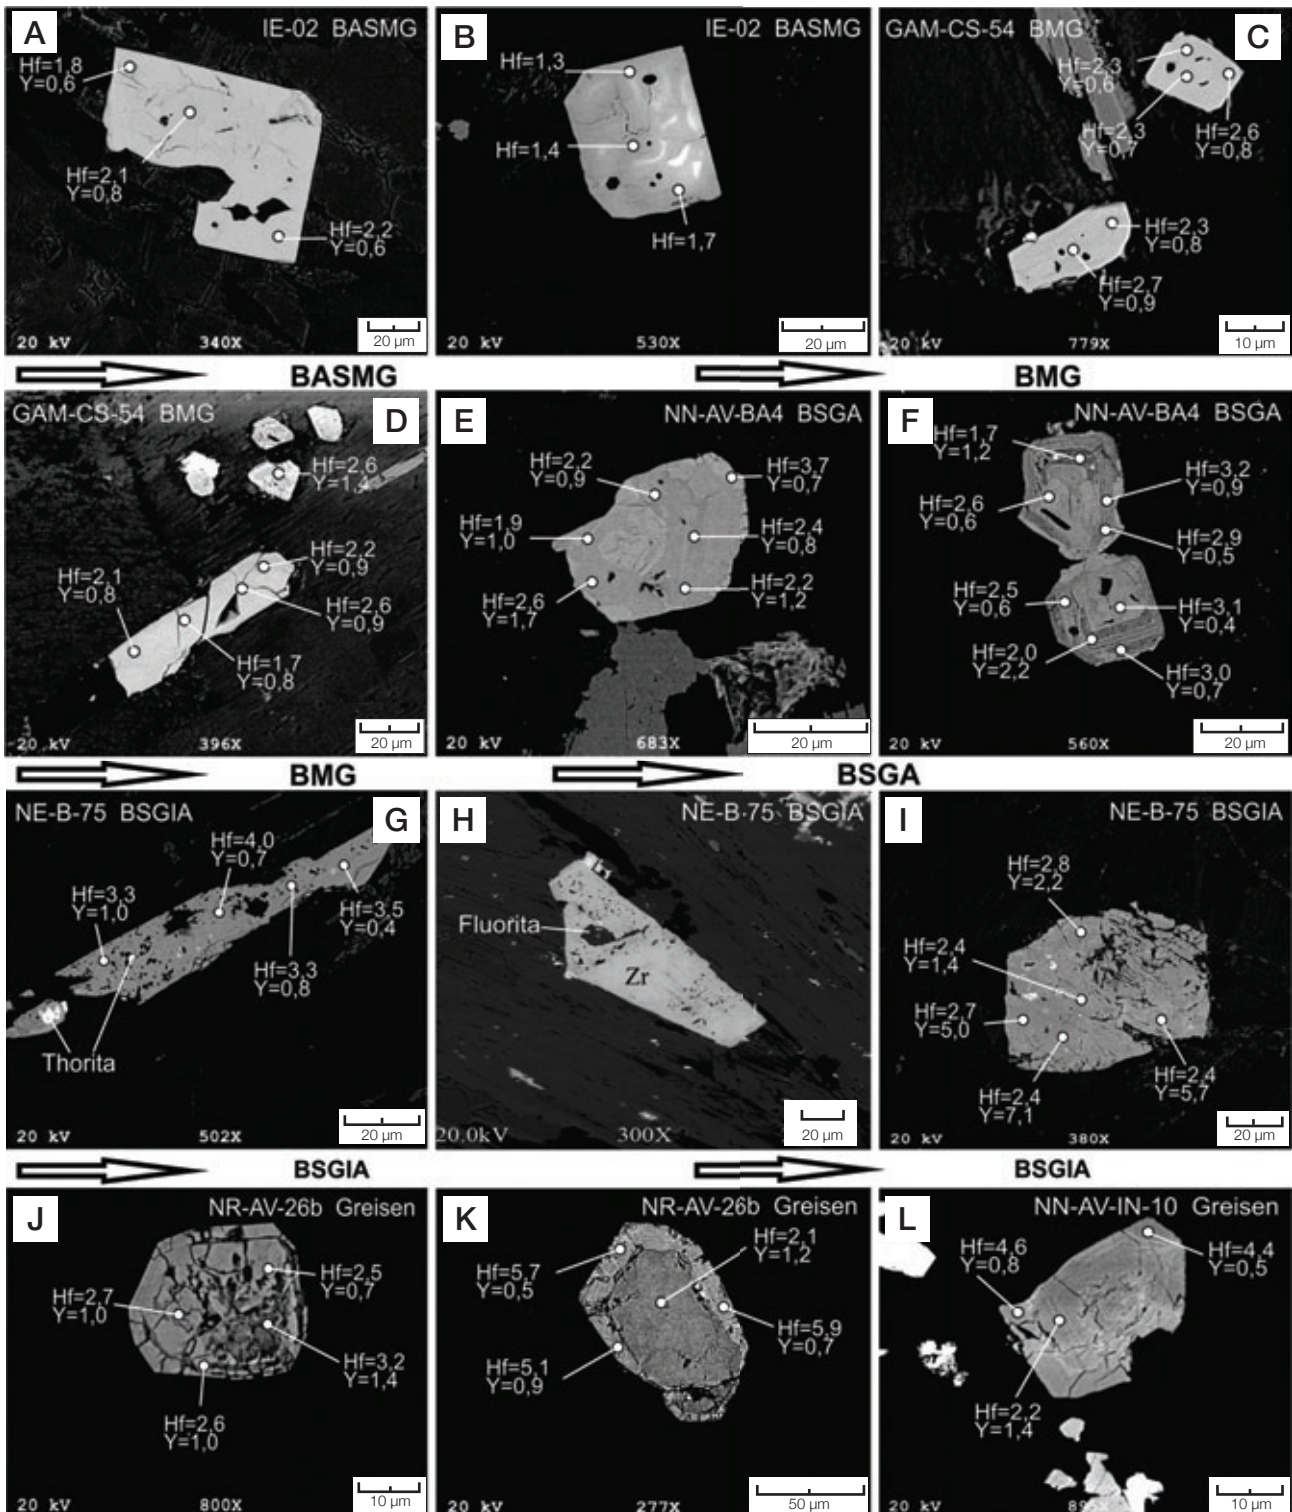 A
IE-02 BASMG
Hf=1,8
Y=0,6
Hf=2,1
Y=0,8
Hf=2,2
Y=0,6
20 µm
20 kV
340X
B
IE-02 BASMG
Hf=1,3
Hf=1,4
Hf=1,7
20 µm
20 kV
530X
GAM-CS-54 BMG
C
Hf=2,3
Y=0,6
Hf=2,3
Y=0,7
Hf=2,6
Y=0,8
Hf=2,3
Y=0,8
Hf=2,7
Y=0,9
10 µm
20 kV
779X
BASMG
BMG
GAM-CS-54 BMG
D
Hf=2,6
Y=1,4
Hf=2,2
Y=0,9
Hf=2,1
Y=0,8
Hf=2,6
Y=0,9
Hf=1,7
Y=0,8
20 µm
20 kV
396X
E
NN-AV-BA4 BSGA
Hf=2,2
Y=0,9
Hf=3,7
Y=0,7
Hf=1,9
Y=1,0
Hf=2,4
Y=0,8
Hf=2,6
Y=1,7
Hf=2,2
Y=1,2
20 µm
20 kV
683X
F
NN-AV-BA4 BSGA
Hf=1,7
Y=1,2
Hf=3,2
Y=0,9
Hf=2,6
Y=0,6
Hf=2,9
Y=0,5
Hf=2,5
Y=0,6
Hf=3,1
Y=0,4
Hf=2,0
Y=2,2
Hf=3,0
Y=0,7
20 µm
20 kV
560X
BMG
BSGA
NE-B-75 BSGIA
G
Hf=4,0
Y=0,7
Hf=3,3
Y=1,0
Hf=3,5
Y=0,4
Hf=3,3
Y=0,8
Thorita
20 µm
20 kV
502X
H
NE-B-75 BSGIA
Fluorita
Zr
20 µm
20.0kV
300X
I
NE-B-75 BSGIA
Hf=2,8
Y=2,2
Hf=2,4
Y=1,4
Hf=2,7
Y=5,0
Hf=2,4
Y=5,7
Hf=2,4
Y=7,1
20 µm
20 kV
380X
BSGIA
BSGIA
J
NR-AV-26b Greisen
Hf=2,5
Y=0,7
Hf=2,7
Y=1,0
Hf=3,2
Y=1,4
Hf=2,6
Y=1,0
10 µm
20 kV
800X
K
NR-AV-26b Greisen
Hf=2,1
Y=1,2
Hf=5,7
Y=0,5
Hf=5,9
Y=0,7
Hf=5,1
Y=0,9
50 µm
20 kV
277X
L
NN-AV-IN-10 Greisen
Hf=4,6
Y=0,8
Hf=4,4
Y=0,5
Hf=2,2
Y=1,4
10 µm
20 kV